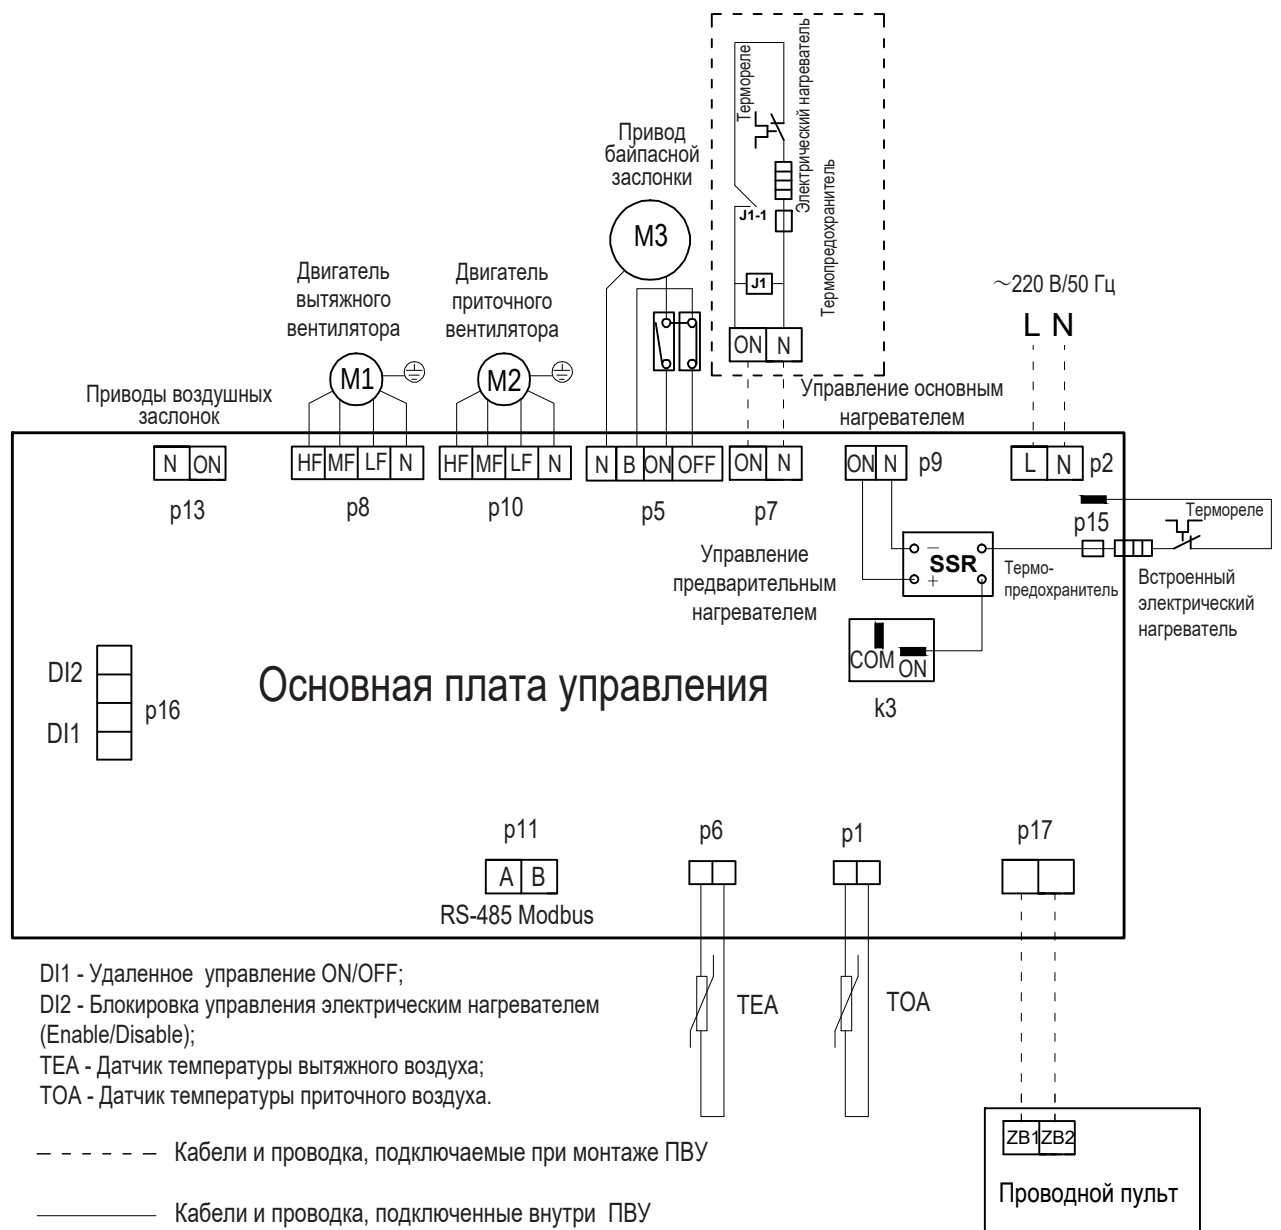 Термореле
Электрический нагреватель
Термопредохранитель
J1-1
J1
ON N
Привод
байпасной
заслонки
M3
Двигатель
вытяжного
вентилятора
M1
Двигатель
приточного
вентилятора
M2
~220 В/50 Гц
L N
Приводы воздушных
заслонок
Управление основным
нагревателем
N ON
p13
HF MF LF N
p8
HF MF LF N
p10
N B ON OFF
p5
ON N
p7
ON N
p9
L N
p2
p15
Термореле
Управление
предварительным
нагревателем
SSR
– +
Термо-
предохранитель
Встроенный
электрический
нагреватель
COM ON
k3
DI2
DI1
p16
Основная плата управления
p11
A B
RS-485 Modbus
p6
p1
p17
TEA
TOA
DI1 - Удаленное управление ON/OFF;
DI2 - Блокировка управления электрическим нагревателем
(Enable/Disable);
TEA - Датчик температуры вытяжного воздуха;
TOA - Датчик температуры приточного воздуха.
Кабели и проводка, подключаемые при монтаже ПВУ
Кабели и проводка, подключенные внутри ПВУ
ZB1 ZB2
Проводной пульт